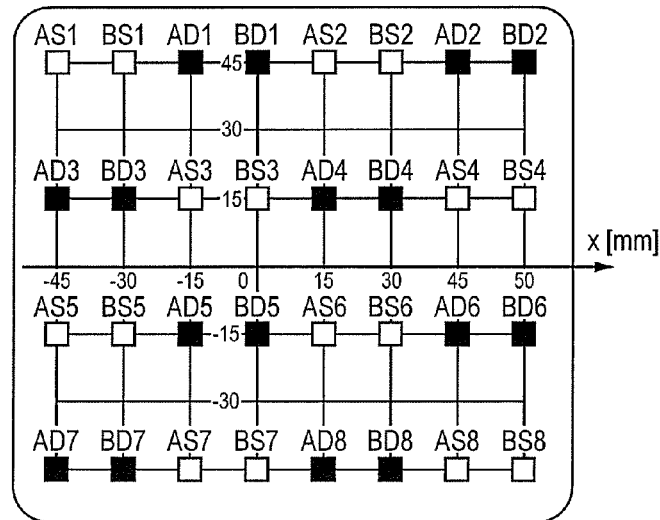 AS1 BS1 AD1 BD1 AS2 BS2 AD2 BD2
45
30
AD3 BD3 AS3 BS3 AD4 BD4 AS4 BS4
15
x [mm]
-45 -30 -15 0 15 30 45 50
AS5 BS5 AD5 BD5 AS6 BS6 AD6 BD6
-15
-30
AD7 BD7 AS7 BS7 AD8 BD8 AS8 BS8